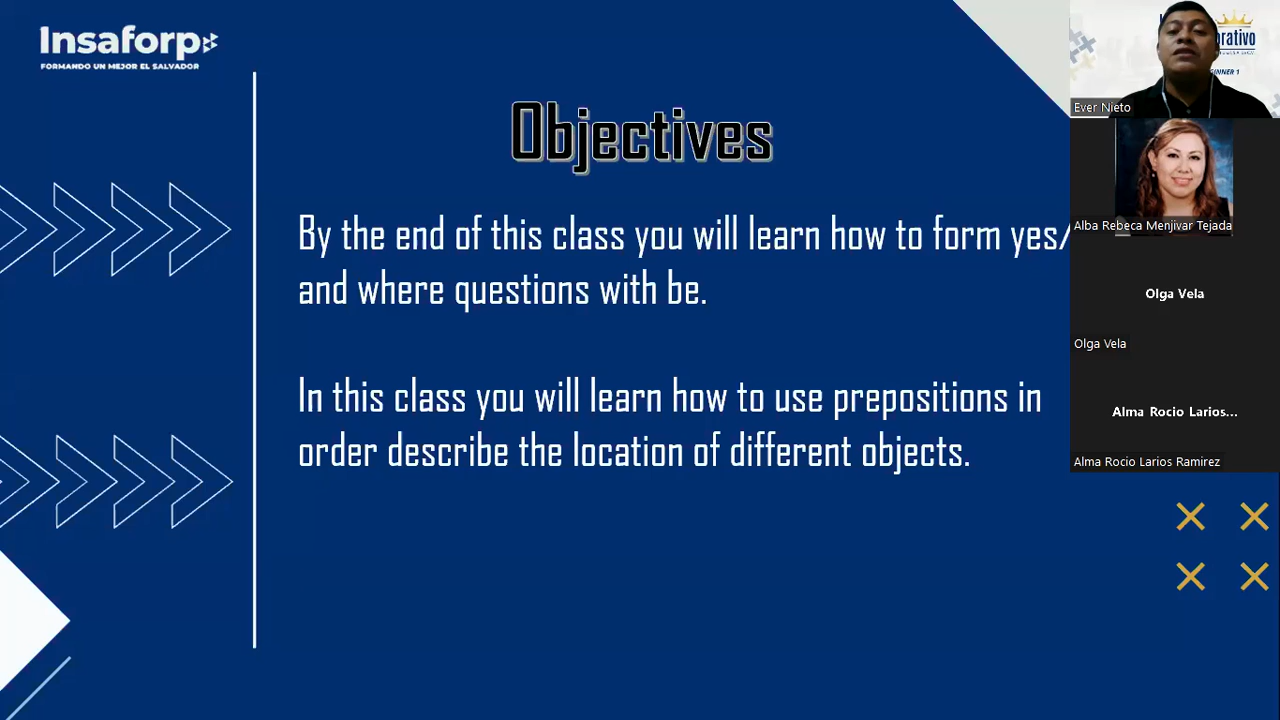 Insaforp
FORMANDO UN MEJOR EL SALVADOR
Objectives
By the end of this class you will learn how to form yes/
and where questions with be.
In this class you will learn how to use prepositions in
order describe the location of different objects.
Ever Nieto
Alba Rebeca Menjivar Tejada
Olga Vela
Olga Vela
Alma Rocio Larios...
Alma Rocio Larios Ramirez